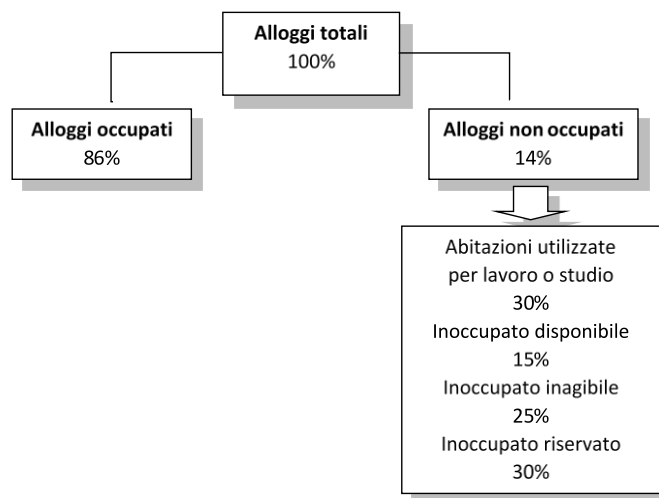 Alloggi totali
100%
Alloggi occupati
86%
Alloggi non occupati
14%
Abitazioni utilizzate
per lavoro o studio
30%
Inoccupato disponibile
15%
Inoccupato inagibile
25%
Inoccupato riservato
30%